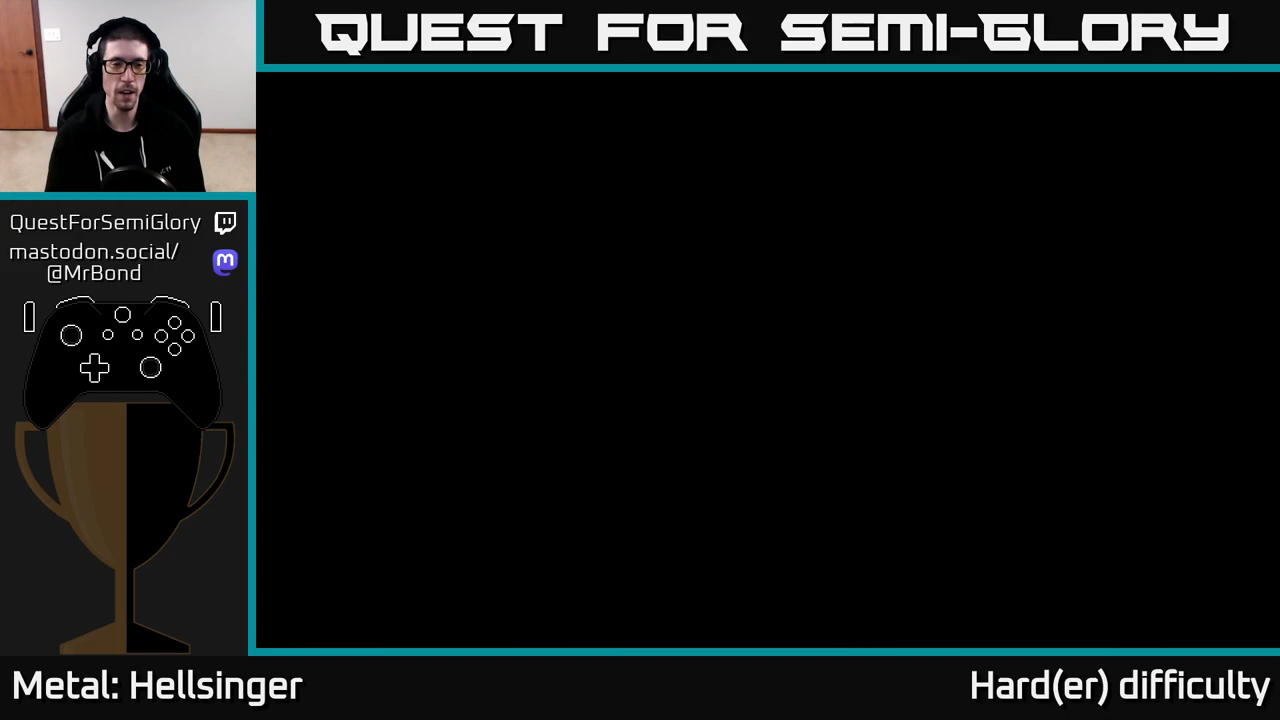 QUEST FOR SEMI-GLORY
QuestForSemiGlory
mastodon.social/
@MrBond
Metal: Hellsinger
Hard(er) difficulty